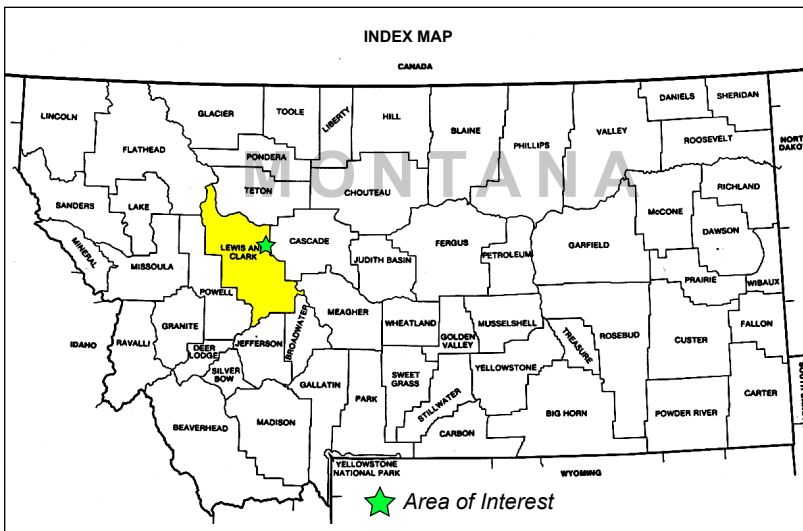 INDEX MAP
CANADA
LINCOLN
FLATHEAD
GLACIER
TOOLE
LIBERTY
HILL
BLAINE
PHILLIPS
VALLEY
DANIELS
SHERIDAN
ROOSEVELT
NORTH
DAKOTA
PONDERA
MONTANA
TETON
CHOUTEAU
RICHLAND
SANDERS
LAKE
McCONE
DAWSON
MINERAL
MISSOULA
LEWIS AN
CLARK
CASCADE
JUDITH BASIN
FERGUS
PETROLEUM
GARFIELD
PRAIRIE
WIBAUX
POWELL
GRANITE
MEAGHER
BROADWATER
WHEATLAND
GOLDEN
VALLEY
MUSSELSHELL
TREASURE
ROSEBUD
CUSTER
FALLON
IDAHO
RAVALLI
DEER
LODGE
JEFFERSON
SILVER
BOW
GALLATIN
PARK
SWEET
GRASS
STILLWATER
YELLOWSTONE
BIG HORN
POWDER RIVER
CARTER
BEAVERHEAD
MADISON
CARBON
YELLOWSTONE
NATIONAL PARK
WYOMING
Area of Interest